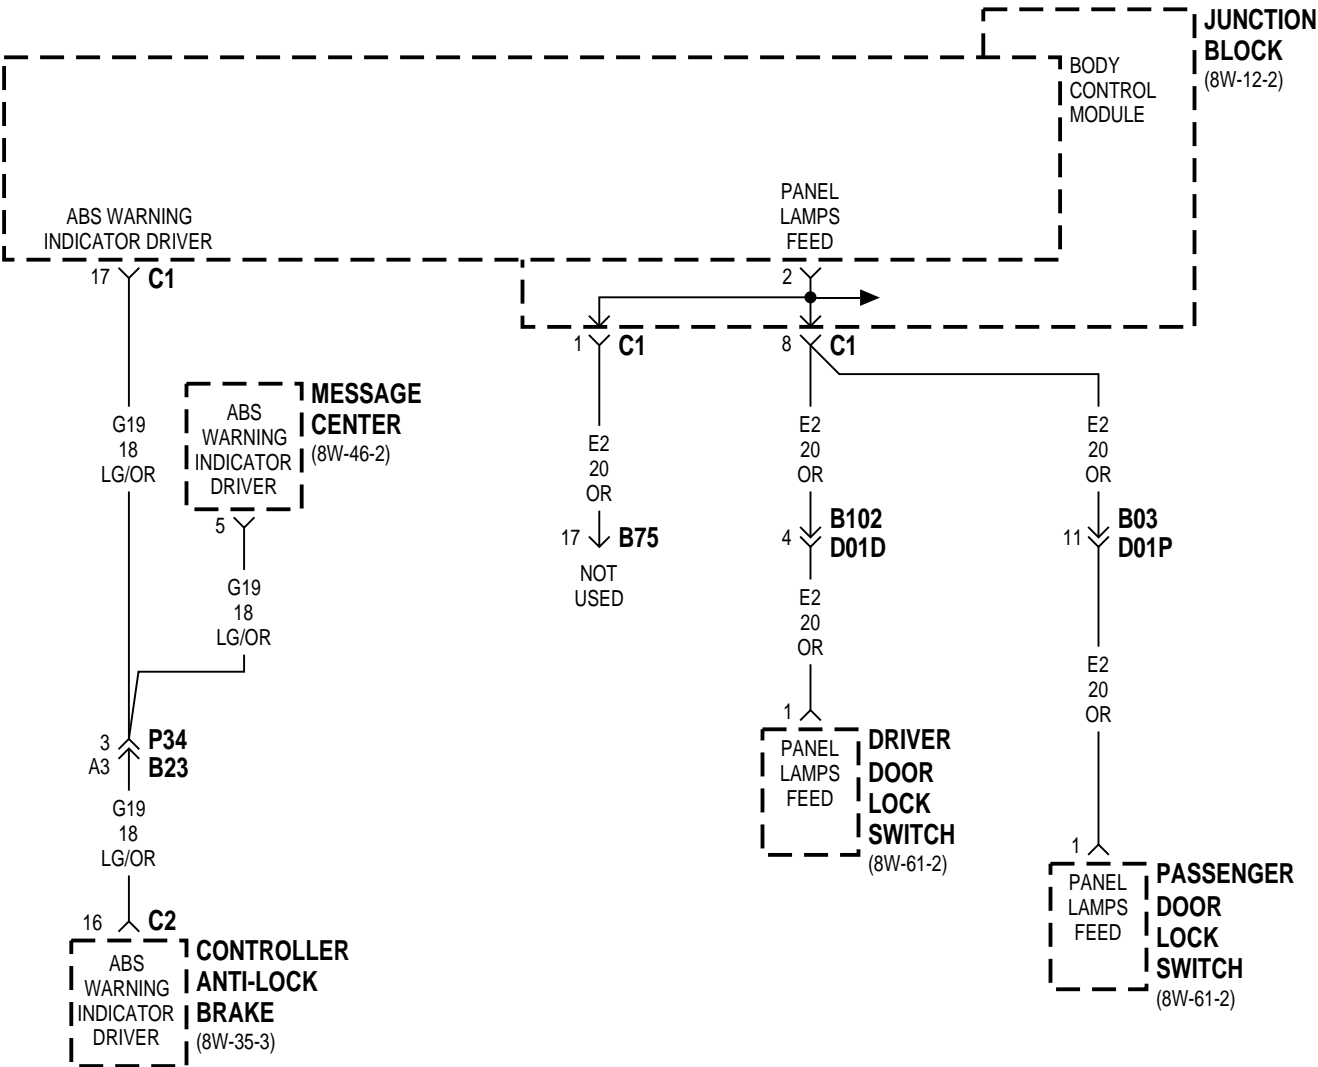 JUNCTION
BLOCK
(8W-12-2)
BODY
CONTROL
MODULE
ABS WARNING
INDICATOR DRIVER
PANEL
LAMPS
FEED
17 C1
2
1 C1
8 C1
MESSAGE
CENTER
(8W-46-2)
ABS
WARNING
INDICATOR
DRIVER
5
G19
18
LG/OR
G19
18
LG/OR
E2
20
OR
17 B75
NOT
USED
E2
20
OR
4 B102
D01D
E2
20
OR
E2
20
OR
11 B03
D01P
E2
20
OR
3 P34
A3 B23
G19
18
LG/OR
16 C2
ABS
WARNING
INDICATOR
DRIVER
CONTROLLER
ANTI-LOCK
BRAKE
(8W-35-3)
1
PANEL
LAMPS
FEED
DRIVER
DOOR
LOCK
SWITCH
(8W-61-2)
1
PANEL
LAMPS
FEED
PASSENGER
DOOR
LOCK
SWITCH
(8W-61-2)